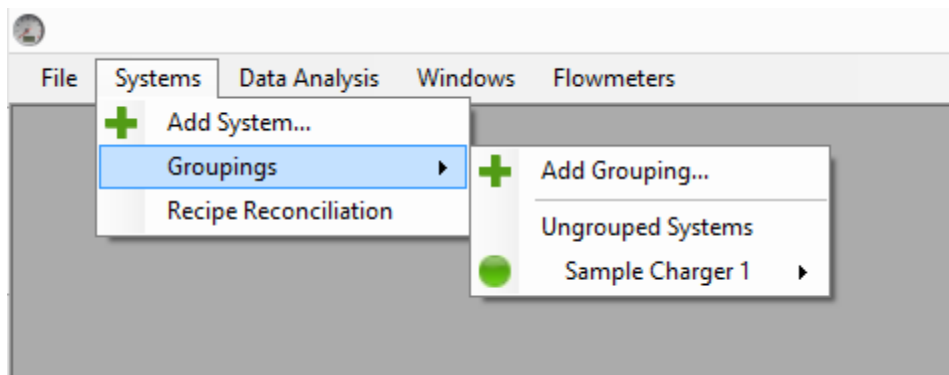 File Systems Data Analysis Windows Flowmeters
Add System...
Groupings
Recipe Reconciliation
Add Grouping...
Ungrouped Systems
Sample Charger 1